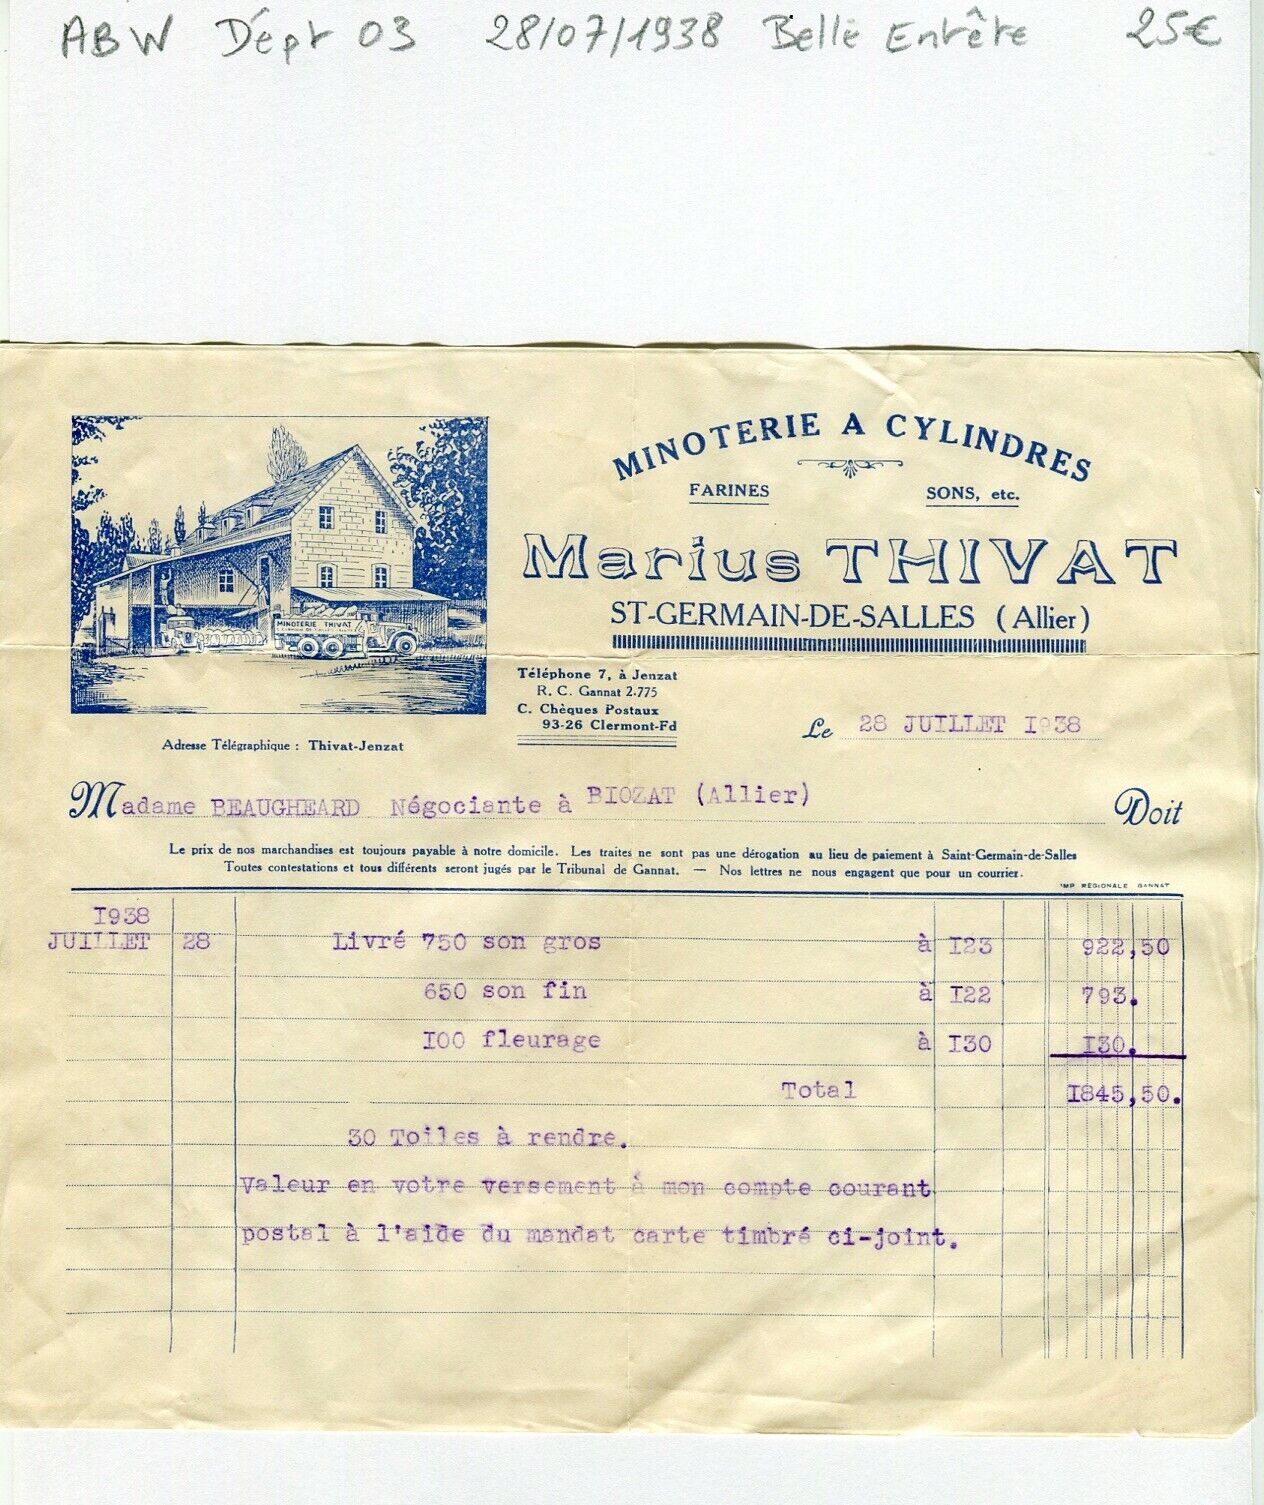 ABW Dépt 03 28/07/1938 Belle Entête 25€
MINOTERIE A CYLINDRES
FARINES SONS, etc.
Marius THIVAT
ST-GERMAIN-DE-SALLES (Allier)
MINOTERIE THIVAT
Téléphone 7, à Jenzat
R. C. Gannat 2.775
C. Chèques Postaux
93-26 Clermont-Fd
Le 28 JUILLET I938
Adresse Télégraphique : Thivat-Jenzat
Madame BEAUGHEARD Négociante à BIOZAT (Allier) Doit
Le prix de nos marchandises est toujours payable à notre domicile. Les traites ne sont pas une dérogation au lieu de paiement à Saint-Germain-de-Salles
Toutes contestations et tous différents seront jugés par le Tribunal de Gannat. — Nos lettres ne nous engagent que pour un courrier.
IMP RÉGIONALE GANNAT
I938
JUILLET 28 Livré 750 son gros à I23 922,50
650 son fin à I22 793.
I00 fleurage à I30 I30.
Total I845,50.
30 Toiles à rendre.
Valeur en votre versement à mon compte courant
postal à l'aide du mandat carte timbré ci-joint.